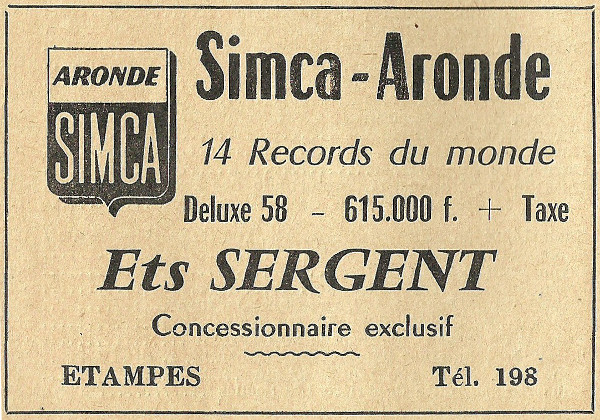 ARONDE
SIMCA
Simca-Aronde
14 Records du monde
Deluxe 58 - 615.000 f. + Taxe
Ets SERGENT
Concessionnaire exclusif
ETAMPES Tél. 198